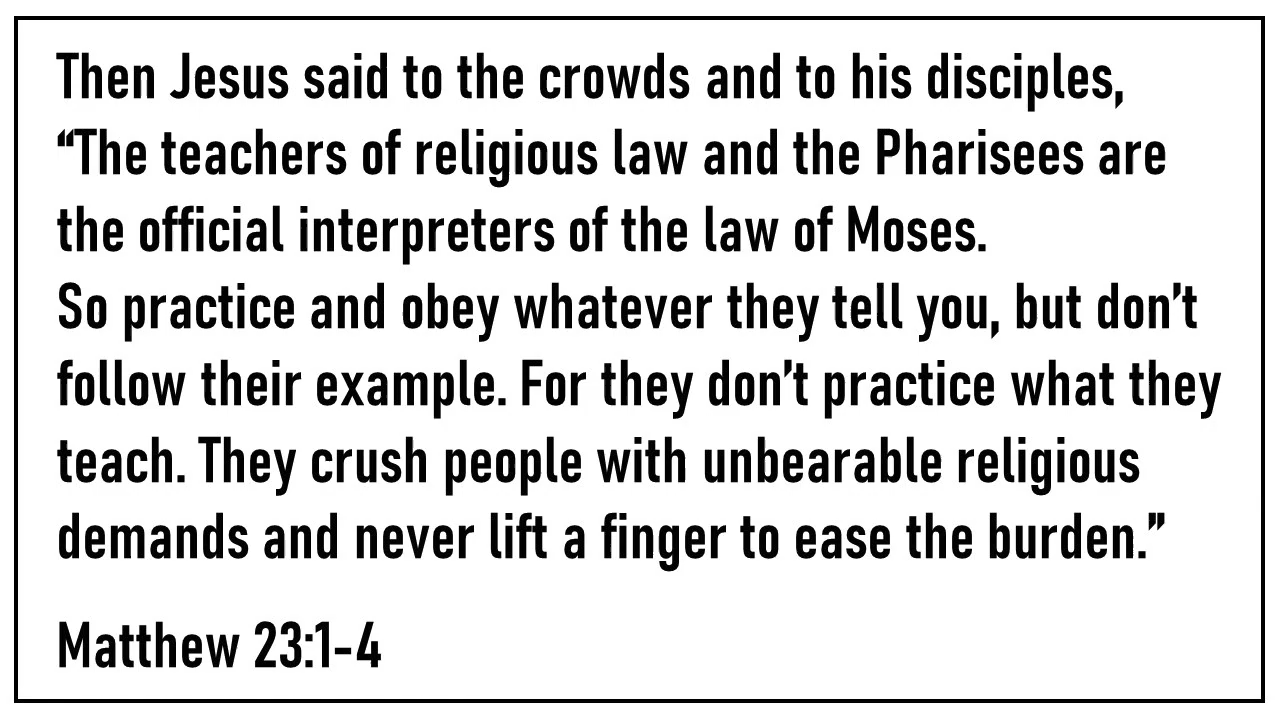 Then Jesus said to the crowds and to his disciples,
“The teachers of religious law and the Pharisees are
the official interpreters of the law of Moses.
So practice and obey whatever they tell you, but don’t
follow their example. For they don’t practice what they
teach. They crush people with unbearable religious
demands and never lift a finger to ease the burden.”
Matthew 23:1-4